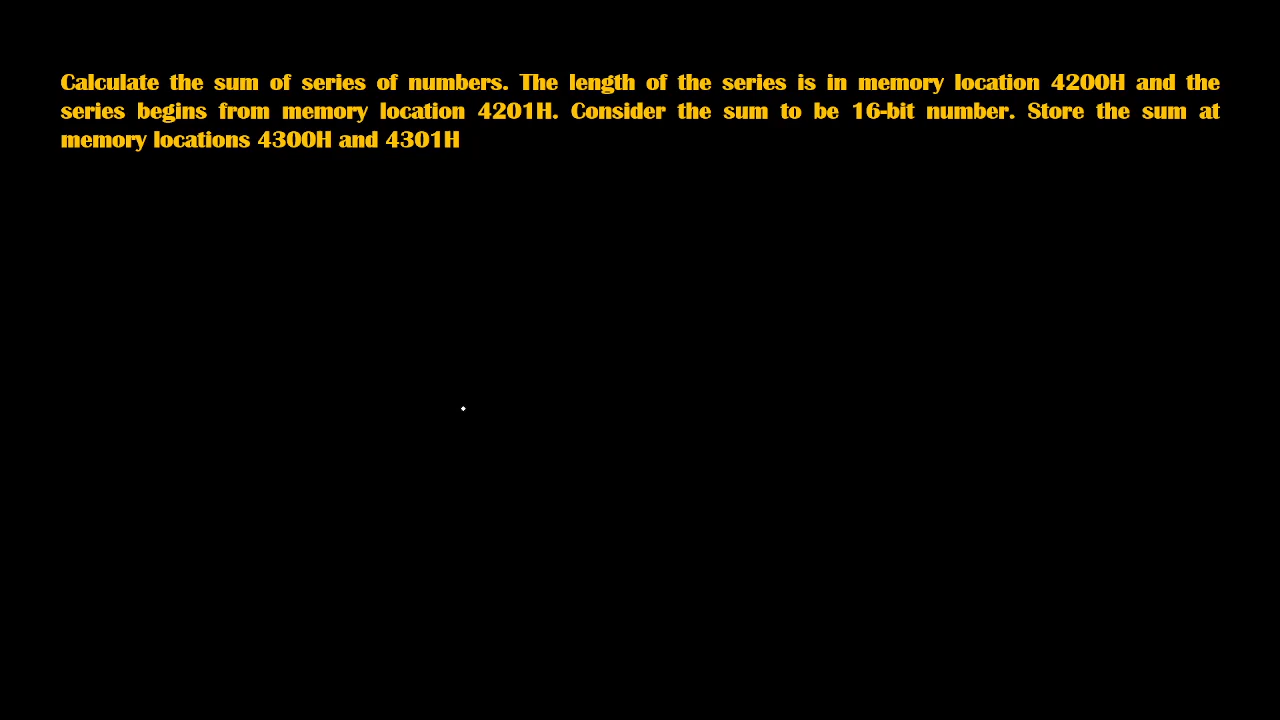 Calculate the sum of series of numbers. The length of the series is in memory location 4200H and the
series begins from memory location 4201H. Consider the sum to be 16-bit number. Store the sum at
memory locations 4300H and 4301H